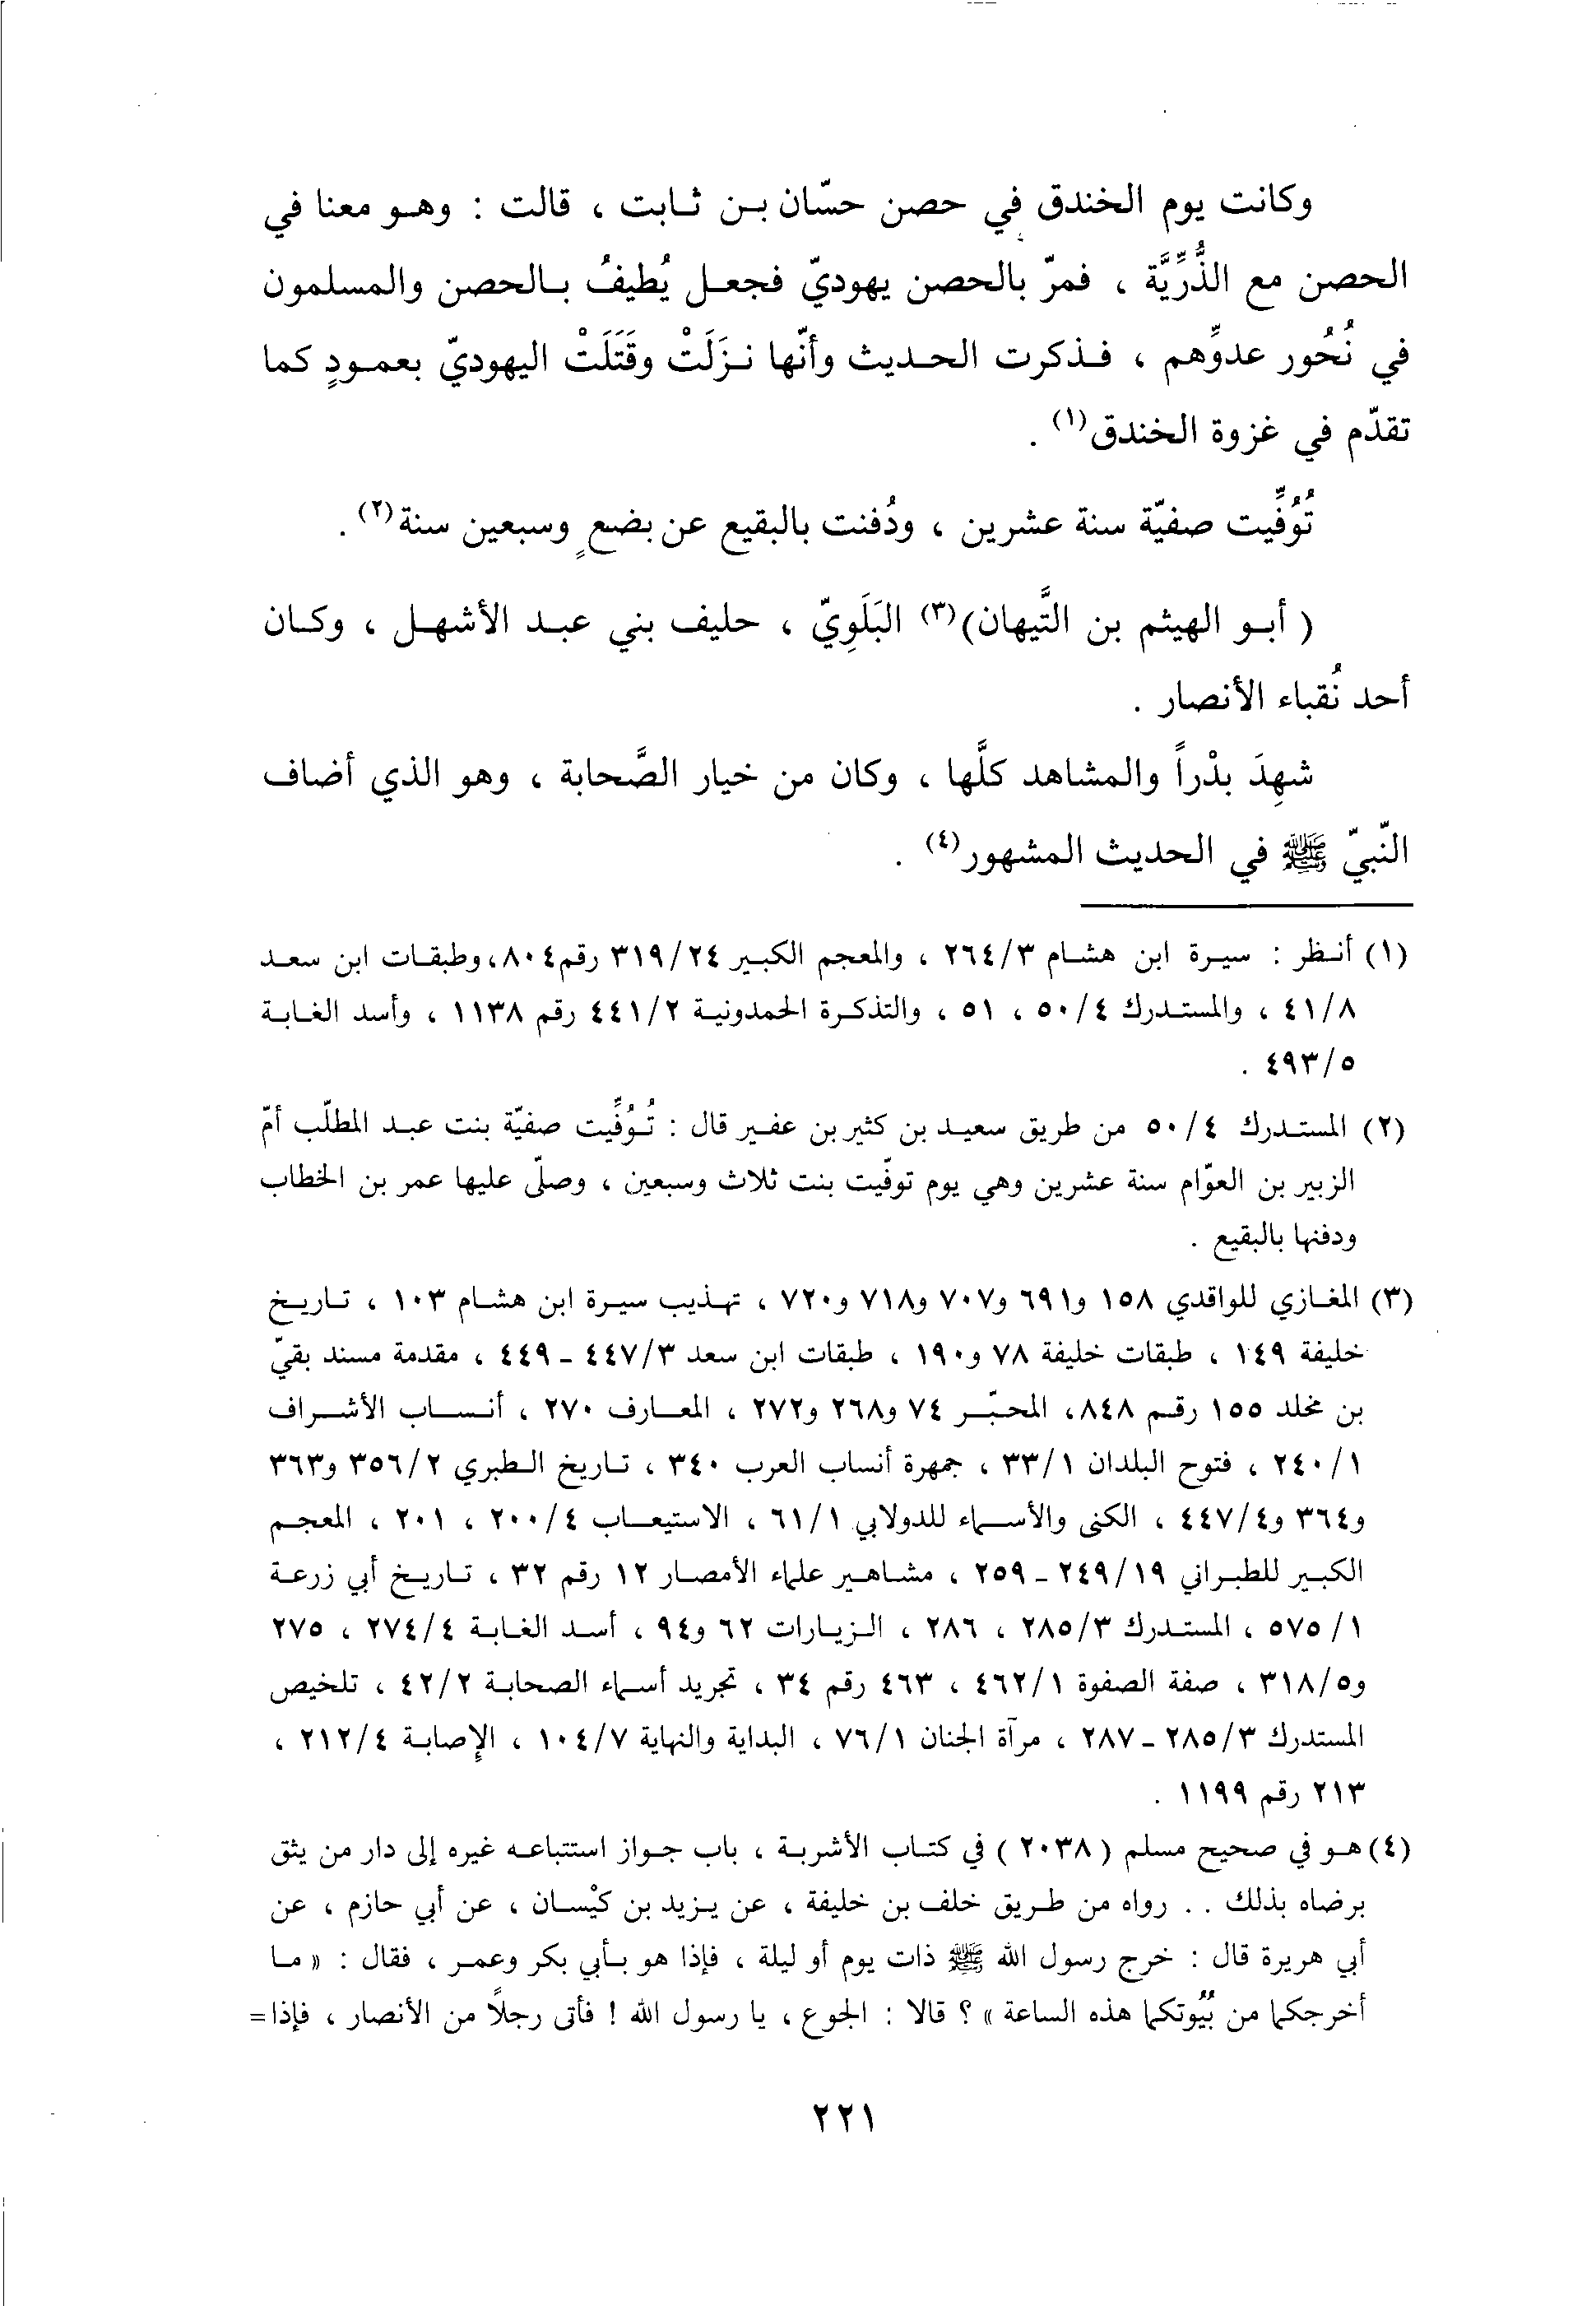 وكانت يوم الخندق في حصن حسّان بن ثابت ، قالت : وهو معنا في
الحصن مع الذُّرِّيَّة ، فمرّ بالحصن يهوديّ فجعل يُطيفُ بالحصن والمسلمون
في نُحُور عدوِّهم ، فذكرت الحديث وأنّها نزَلَتْ وقَتَلَتْ اليهوديّ بعمودٍ كما
تقدّم في غزوة الخندق(١) .
تُوُفِّيت صفيّة سنة عشرين ، ودُفنت بالبقيع عن بضعٍ وسبعين سنة(٢) .
( أبو الهيثم بن التَّيهان)(٣) البَلَوِيّ ، حليف بني عبد الأشهل ، وكان
أحد نُقباء الأنصار .
شهِدَ بدْراً والمشاهد كلَّها ، وكان من خيار الصَّحابة ، وهو الذي أضاف
النّبيّ ﷺ في الحديث المشهور(٤) .
(١) أنظر : سيرة ابن هشام ٢٦٤/٣ ، والمعجم الكبير ٣١٩/٢٤ رقم٨٠٤، وطبقات ابن سعد
٤١/٨ ، والمستدرك ٥٠/٤ ، ٥١ ، والتذكرة الحمدونية ٤٤١/٢ رقم ١١٣٨ ، وأسد الغابة
٤٩٣/٥ .
(٢) المستدرك ٥٠/٤ من طريق سعيد بن كثير بن عفير قال : تُوُفِّيت صفيّة بنت عبد المطلّب أمّ
الزبير بن العوّام سنة عشرين وهي يوم توفّيت بنت ثلاث وسبعين ، وصلّى عليها عمر بن الخطاب
ودفنها بالبقيع .
(٣) المغازي للواقدي ١٥٨ و٦٩١ و٧٠٧ و٧١٨ و٧٢٠ ، تهذيب سيرة ابن هشام ١٠٣ ، تاريخ
خليفة ١٤٩ ، طبقات خليفة ٧٨ و١٩٠ ، طبقات ابن سعد ٤٤٧/٣ ـ ٤٤٩ ، مقدمة مسند بقيّ
بن مخلد ١٥٥ رقم ٨٤٨، المحبّر ٧٤ و٢٦٨ و٢٧٢ ، المعارف ٢٧٠ ، أنساب الأشراف
٢٤٠/١ ، فتوح البلدان ٣٣/١ ، جمهرة أنساب العرب ٣٤٠ ، تاريخ الطبري ٣٥٦/٢ و٣٦٣
و٣٦٤ و٤٤٧/٤ ، الكنى والأسماء للدولابي ٦١/١ ، الاستيعاب ٢٠٠/٤ ، ٢٠١ ، المعجم
الكبير للطبراني ٢٤٩/١٩ ـ ٢٥٩ ، مشاهير علماء الأمصار ١٢ رقم ٣٢ ، تاريخ أبي زرعة
٥٧٥/١ ، المستدرك ٢٨٥/٣ ، ٢٨٦ ، الزيارات ٦٢ و٩٤ ، أسد الغابة ٢٧٤/٤ ، ٢٧٥
و٣١٨/٥ ، صفة الصفوة ٤٦٢/١ ، ٤٦٣ رقم ٣٤ ، تجريد أسماء الصحابة ٤٢/٢ ، تلخيص
المستدرك ٢٨٥/٣ ـ ٢٨٧ ، مرآة الجنان ٧٦/١ ، البداية والنهاية ١٠٤/٧ ، الإصابة ٢١٢/٤ ،
٢١٣ رقم ١١٩٩ .
(٤) هو في صحيح مسلم ( ٢٠٣٨ ) في كتاب الأشربة ، باب جواز استتباعه غيره إلى دار من يثق
برضاه بذلك . . رواه من طريق خلف بن خليفة ، عن يزيد بن كيْسان ، عن أبي حازم ، عن
أبي هريرة قال : خرج رسول الله ﷺ ذات يوم أو ليلة ، فإذا هو بأبي بكر وعمر ، فقال : « ما
أخرجكما من بُيُوتكما هذه الساعة » ؟ قالا : الجوع ، يا رسول الله ! فأتى رجلاً من الأنصار ، فإذا=
٢٢١